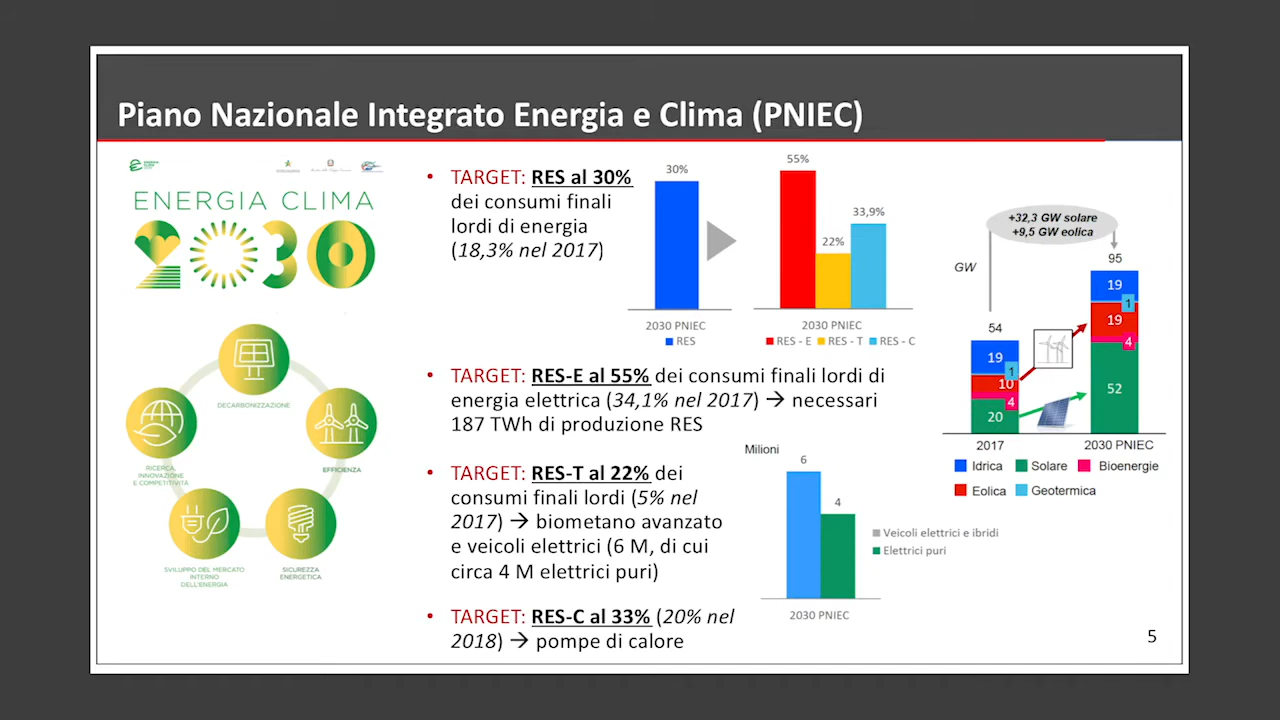 Piano Nazionale Integrato Energia e Clima (PNIEC)
ENERGIA CLIMA
2030
DECARBONIZZAZIONE
EFFICIENZA
SICUREZZA
ENERGETICA
SVILUPPO DEL MERCATO
INTERNO
DELL'ENERGIA
RICERCA,
INNOVAZIONE
E COMPETITIVITÀ
• TARGET: RES al 30%
dei consumi finali
lordi di energia
(18,3% nel 2017)
30%
2030 PNIEC
RES
55%
22%
33,9%
2030 PNIEC
RES - E RES - T RES - C
• TARGET: RES-E al 55% dei consumi finali lordi di
energia elettrica (34,1% nel 2017) → necessari
187 TWh di produzione RES
• TARGET: RES-T al 22% dei
consumi finali lordi (5% nel
2017) → biometano avanzato
e veicoli elettrici (6 M, di cui
circa 4 M elettrici puri)
• TARGET: RES-C al 33% (20% nel
2018) → pompe di calore
Milioni
6
4
2030 PNIEC
Veicoli elettrici e ibridi
Elettrici puri
+32,3 GW solare
+9,5 GW eolica
GW
54
19
1
10
4
20
2017
95
19
1
19
4
52
2030 PNIEC
Idrica Solare Bioenergie
Eolica Geotermica
5